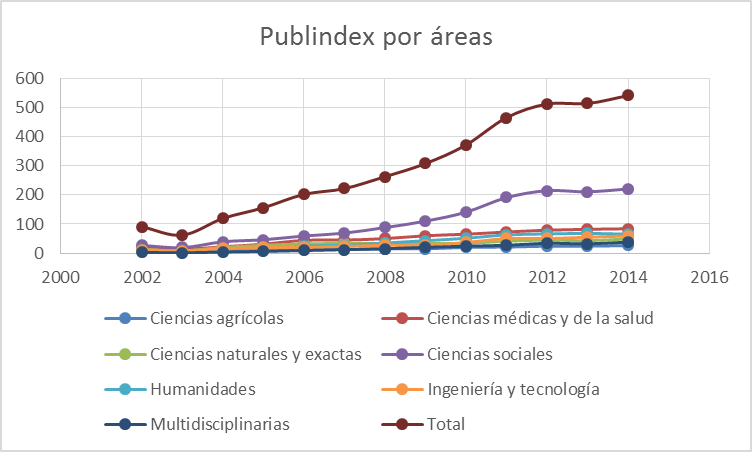 Publindex por áreas
600
500
400
300
200
100
0
2000 2002 2004 2006 2008 2010 2012 2014 2016
Ciencias agrícolas Ciencias médicas y de la salud
Ciencias naturales y exactas Ciencias sociales
Humanidades Ingeniería y tecnología
Multidisciplinarias Total